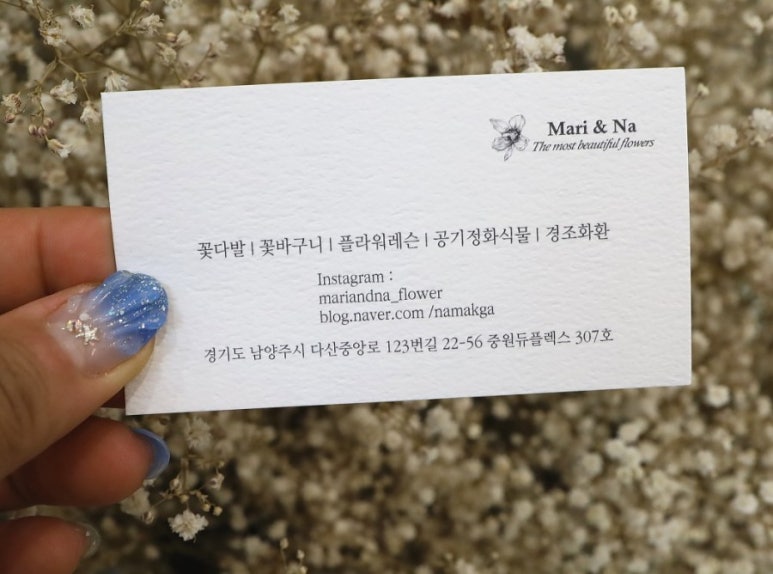 Mari & Na
The most beautiful flowers
꽃다발 | 꽃바구니 | 플라워레슨 | 공기정화식물 | 경조화환
Instagram :
mariandna_flower
blog.naver.com /namakga
경기도 남양주시 다산중앙로 123번길 22-56 중원듀플렉스 307호